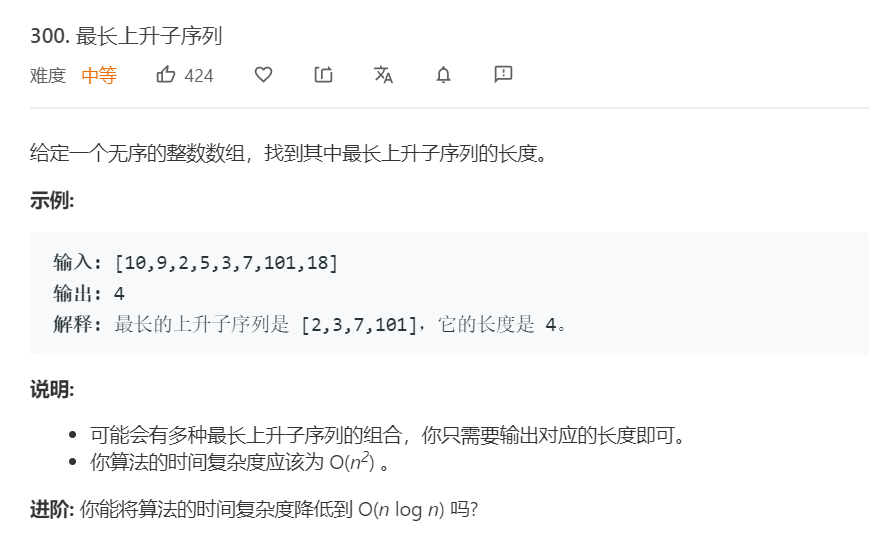 300. 最长上升子序列
难度 中等 424
给定一个无序的整数数组，找到其中最长上升子序列的长度。
示例:
输入: [10,9,2,5,3,7,101,18]
输出: 4
解释: 最长的上升子序列是 [2,3,7,101]，它的长度是 4。
说明:
可能会有多种最长上升子序列的组合，你只需要输出对应的长度即可。
你算法的时间复杂度应该为 O(n²) 。
进阶: 你能将算法的时间复杂度降低到 O(n log n) 吗?